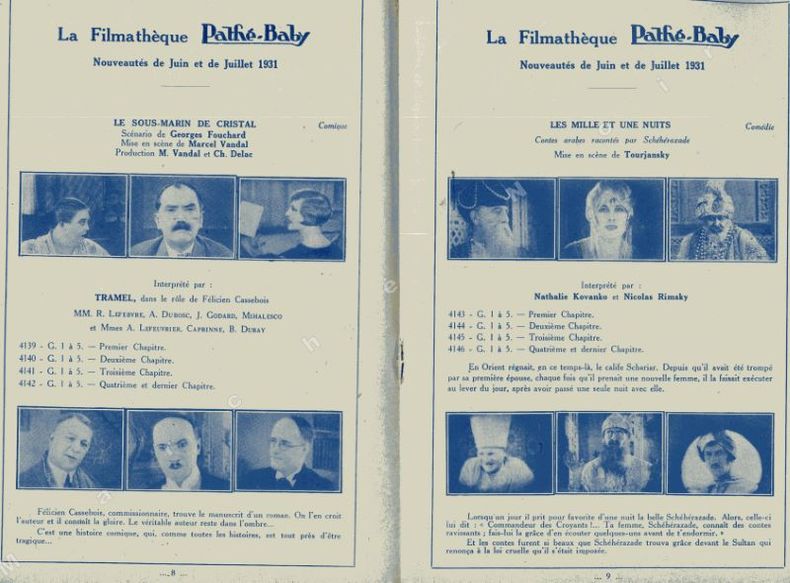 La Filmathèque Pathé-Baby
Nouveautés de Juin et de Juillet 1931
LE SOUS-MARIN DE CRISTAL
Comique
Scénario de Georges Fouchard
Mise en scène de Marcel Vandal
Production M. Vandal et Ch. Delac
Interprété par :
TRAMEL, dans le rôle de Félicien Cassebois
MM. R. Lefebvre, A. Dubosc, J. Godard, Mihalesco
et Mmes A. Lefeuvrier, Caprinne, B. Dubay
4139 - G. 1 à 5. — Premier Chapitre.
4140 - G. 1 à 5. — Deuxième Chapitre.
4141 - G. 1 à 5. — Troisième Chapitre.
4142 - G. 1 à 5. — Quatrième et dernier Chapitre.
Félicien Cassebois, commissionnaire, trouve le manuscrit d'un roman. On l'en croit
l'auteur et il connaît la gloire. Le véritable auteur reste dans l'ombre...
C'est une histoire comique, qui, comme toutes les histoires, est tout près d'être
tragique...
... 8 ...
La Filmathèque Pathé-Baby
Nouveautés de Juin et de Juillet 1931
LES MILLE ET UNE NUITS
Comédie
Contes arabes racontés par Schéhérazade
Mise en scène de Tourjansky
Interprété par :
Nathalie Kovanko et Nicolas Rimsky
4143 - G. 1 à 5. — Premier Chapitre.
4144 - G. 1 à 5. — Deuxième Chapitre.
4145 - G. 1 à 5. — Troisième Chapitre.
4146 - G. 1 à 5. — Quatrième et dernier Chapitre.
En Orient régnait, en ce temps-là, le calife Schariar. Depuis qu'il avait été trompé
par sa première épouse, chaque fois qu'il prenait une nouvelle femme, il la faisait exécuter
au lever du jour, après avoir passé une seule nuit avec elle.
Lorsqu'un jour il prit pour favorite d'une nuit la belle Schéhérazade. Alors, celle-ci
lui dit : « Commandeur des Croyants !... Ta femme, Schéhérazade, connaît des contes
ravissants ; fais-lui la grâce d'en écouter quelques-uns avant de t'endormir. »
Et les contes furent si beaux que Schéhérazade trouva grâce devant le Sultan qui
renonça à la loi cruelle qu'il s'était imposée.
... 9 ...